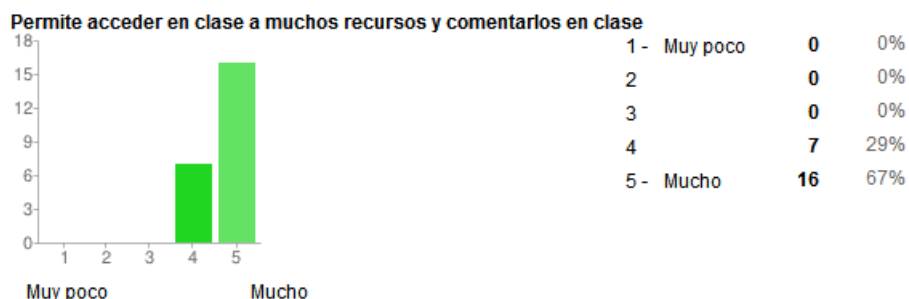 Permite acceder en clase a muchos recursos y comentarlos en clase
18
15
12
9
6
3
0
1 2 3 4 5
Muy poco Mucho
1 - Muy poco 0 0%
2 0 0%
3 0 0%
4 7 29%
5 - Mucho 16 67%